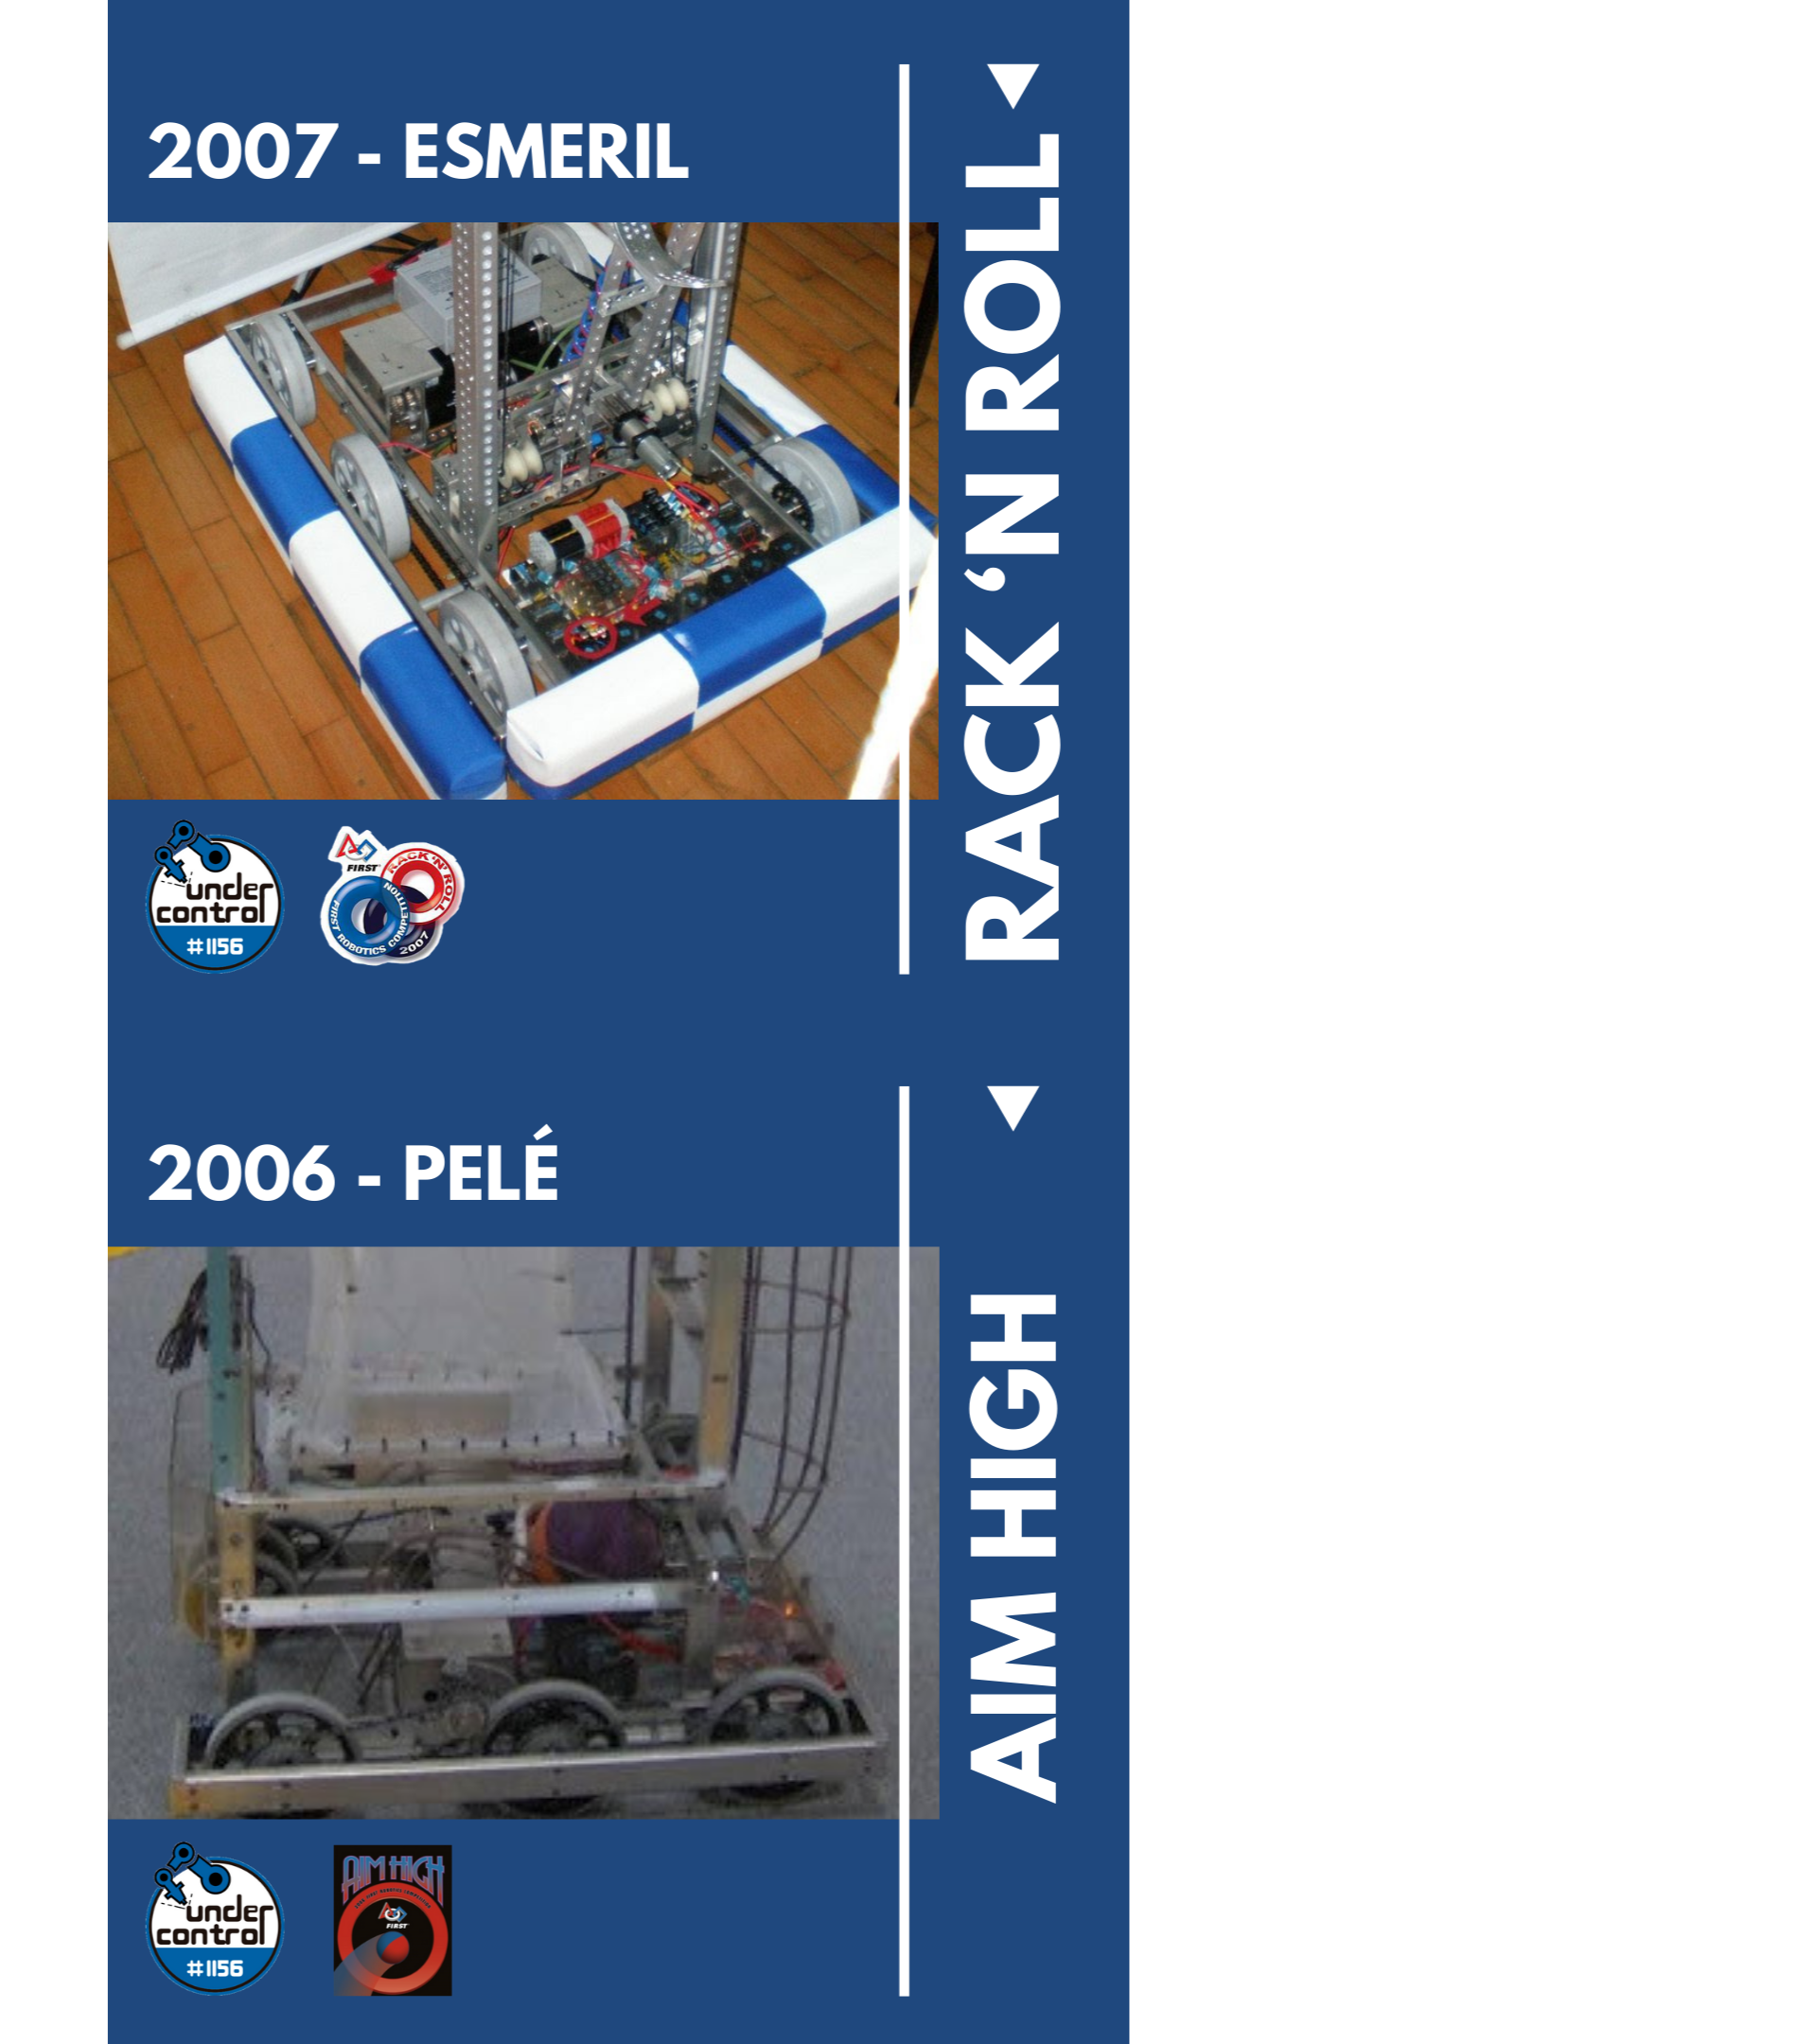 2007 - ESMERIL
RACK ‘N ROLL
under
control
#1156
FIRST
RACK 'N' ROLL
FIRST ROBOTICS COMPETITION
2007
2006 - PELÉ
AIM HIGH
under
control
#1156
AIM HIGH
FIRST